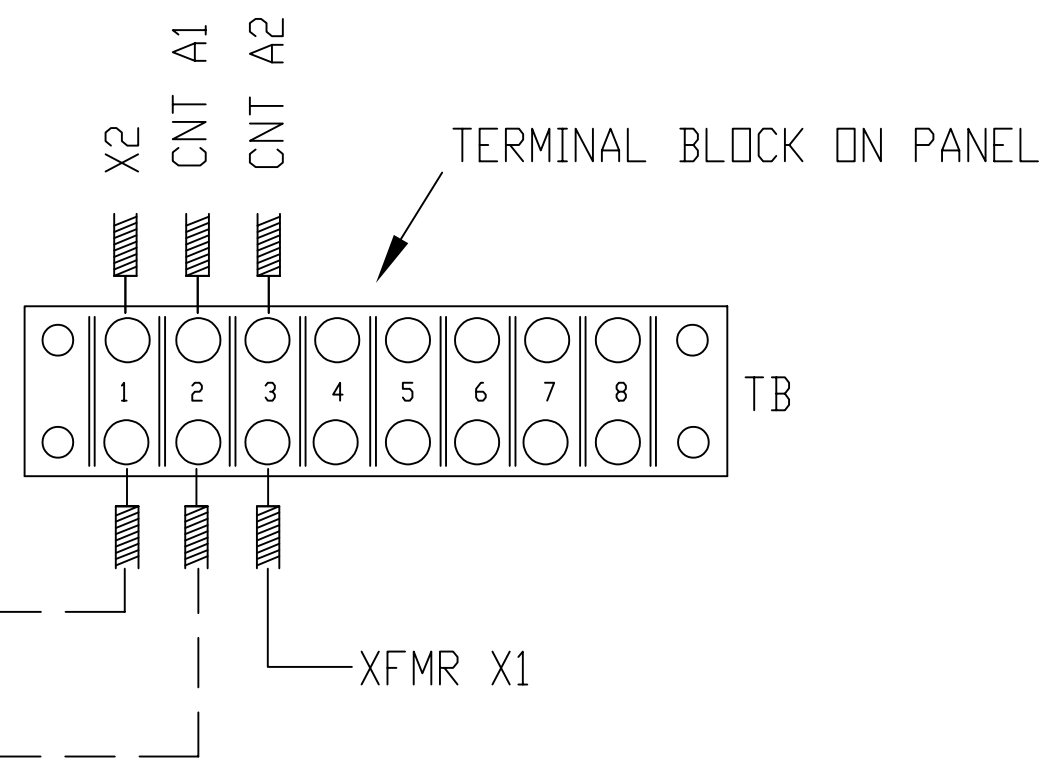 X2
CNT A1
CNT A2
TERMINAL BLOCK ON PANEL
1 2 3 4 5 6 7 8
TB
XFMR X1